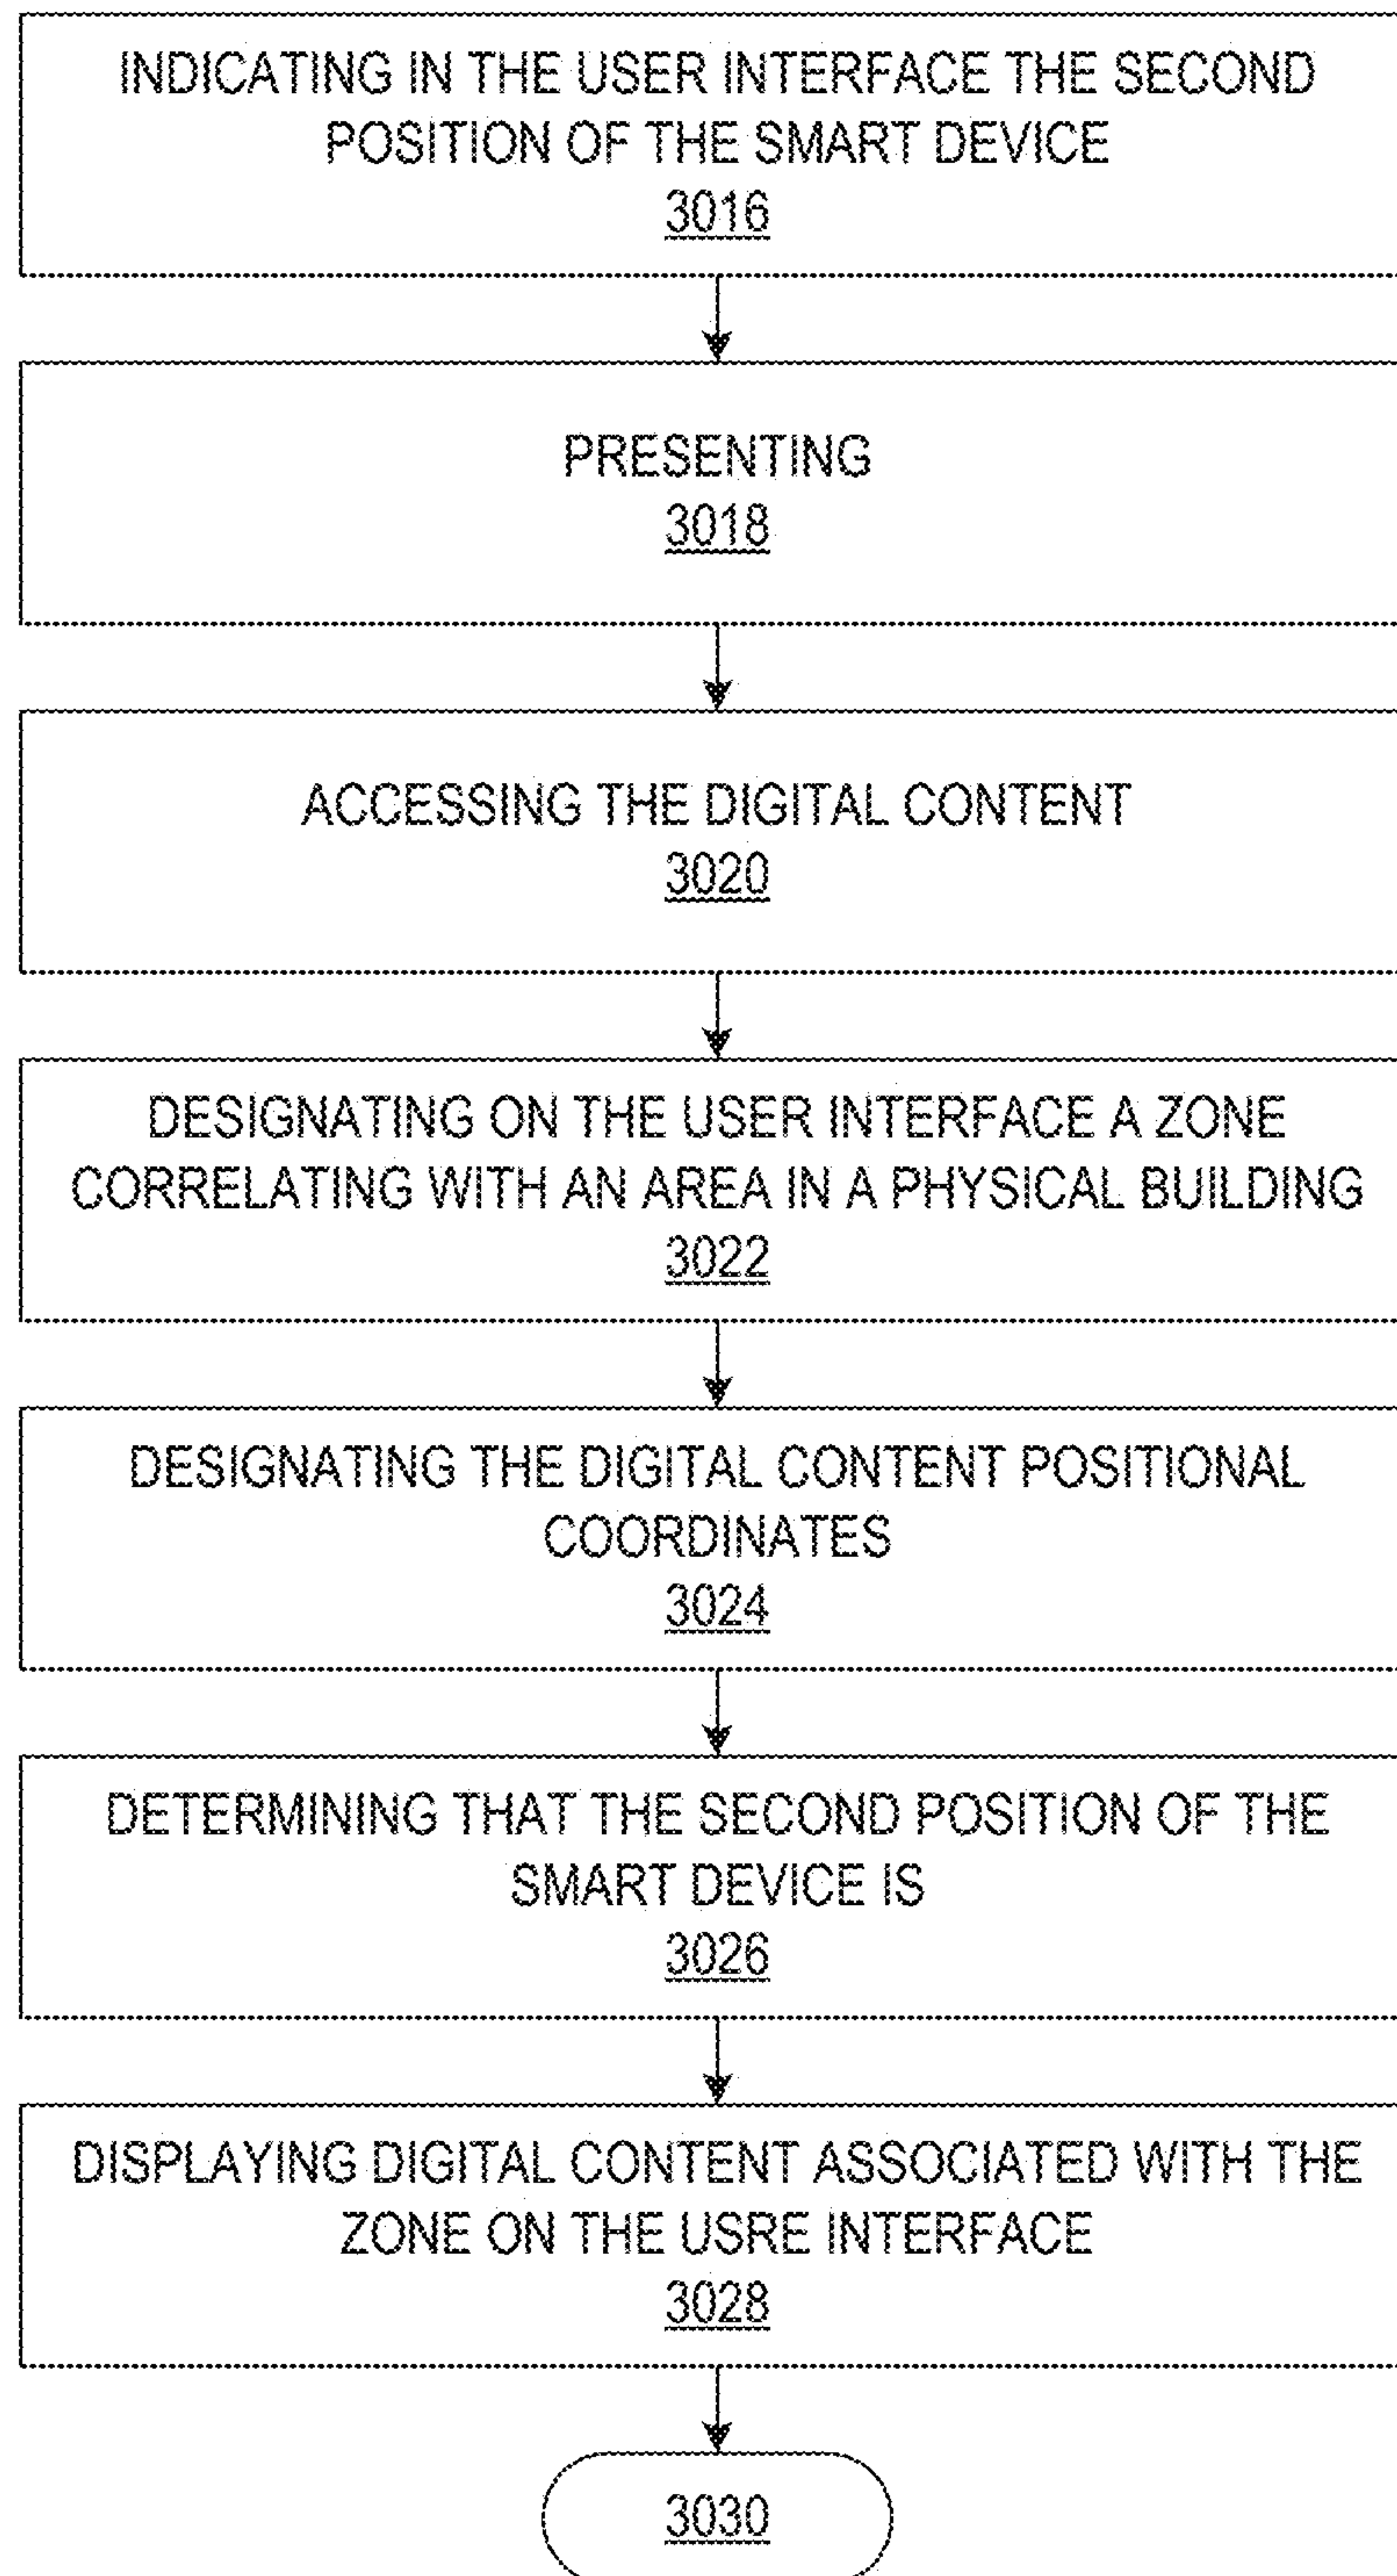 INDICATING IN THE USER INTERFACE THE SECOND
POSITION OF THE SMART DEVICE
3016
PRESENTING
3018
ACCESSING THE DIGITAL CONTENT
3020
DESIGNATING ON THE USER INTERFACE A ZONE
CORRELATING WITH AN AREA IN A PHYSICAL BUILDING
3022
DESIGNATING THE DIGITAL CONTENT POSITIONAL
COORDINATES
3024
DETERMINING THAT THE SECOND POSITION OF THE
SMART DEVICE IS
3026
DISPLAYING DIGITAL CONTENT ASSOCIATED WITH THE
ZONE ON THE USRE INTERFACE
3028
3030